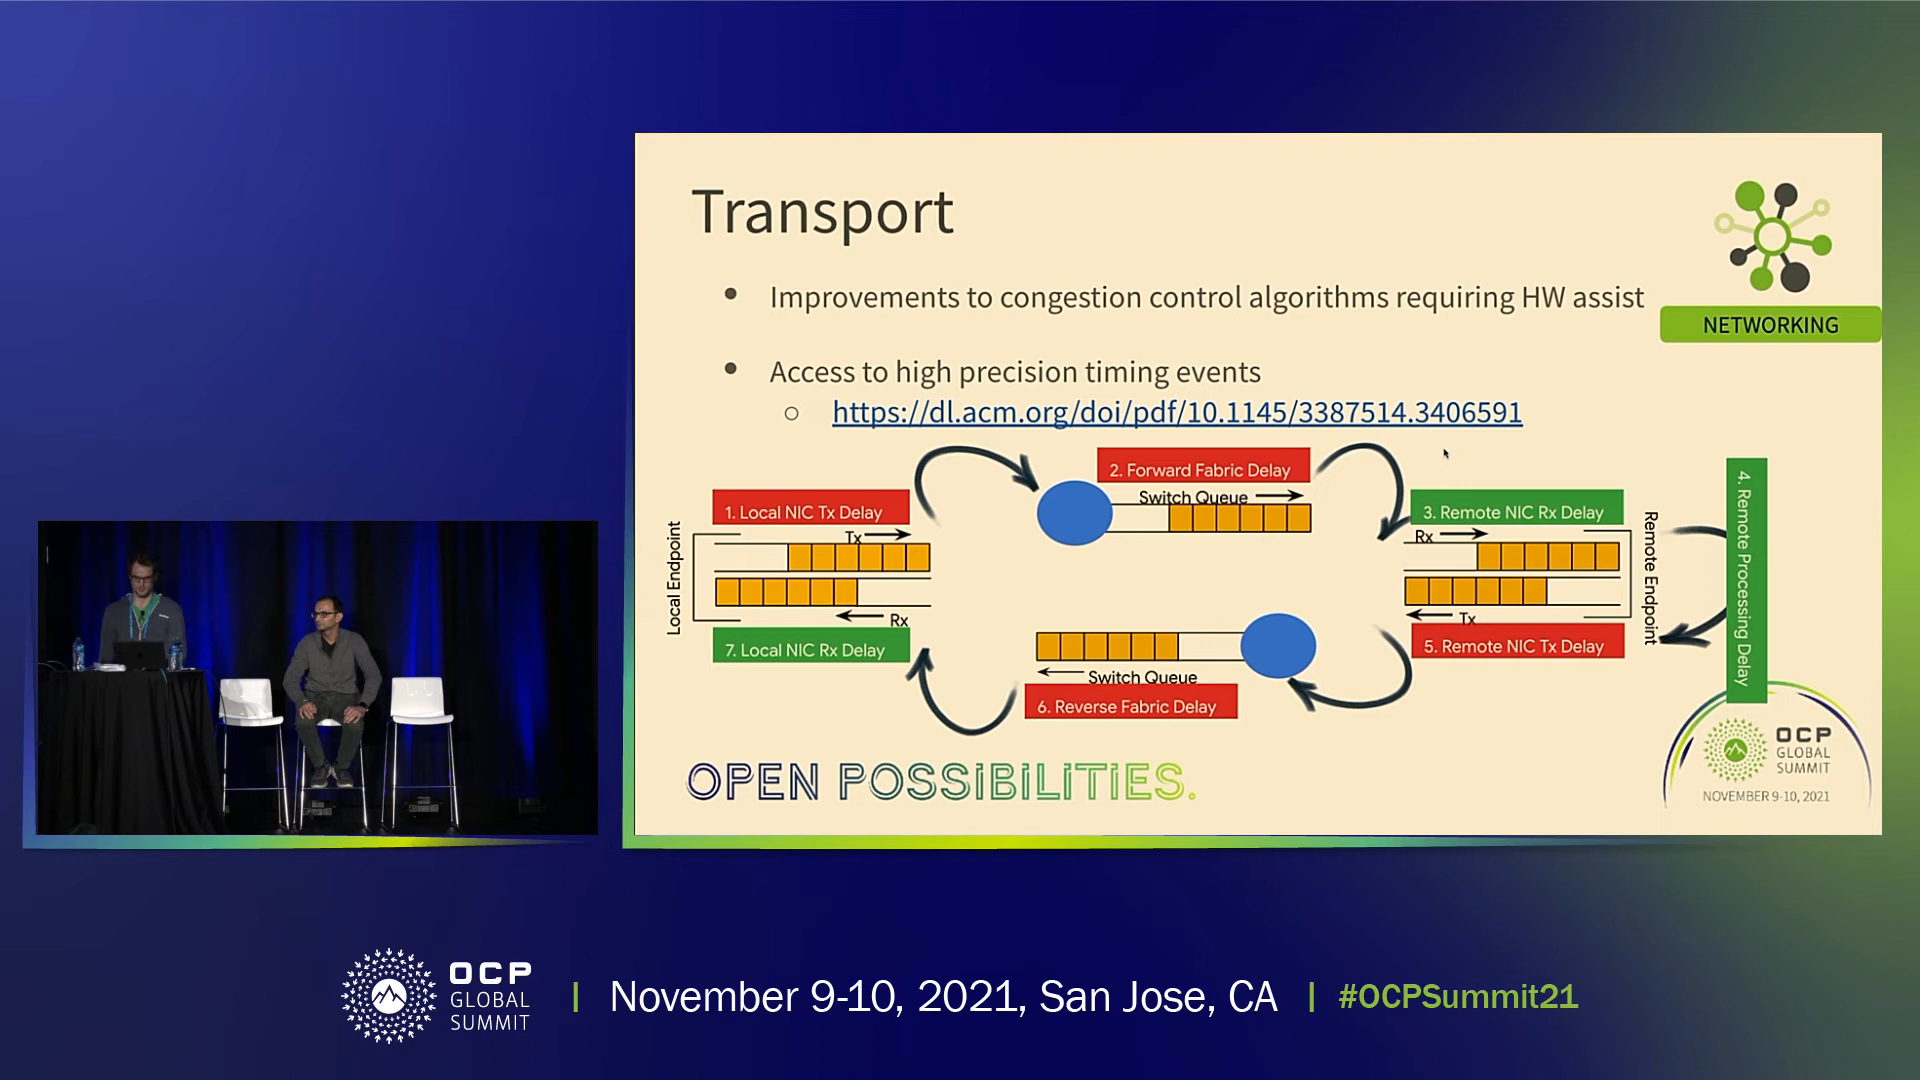 Transport
Improvements to congestion control algorithms requiring HW assist
NETWORKING
Access to high precision timing events
https://dl.acm.org/doi/pdf/10.1145/3387514.3406591
2. Forward Fabric Delay
Switch Queue
1. Local NIC Tx Delay
Tx
Local Endpoint
Rx
7. Local NIC Rx Delay
3. Remote NIC Rx Delay
Rx
Remote Endpoint
Tx
5. Remote NIC Tx Delay
4. Remote Processing Delay
Switch Queue
6. Reverse Fabric Delay
OPEN POSSIBILITIES.
OCP
GLOBAL
SUMMIT
NOVEMBER 9-10, 2021
OCP
GLOBAL
SUMMIT
November 9-10, 2021, San Jose, CA
#OCPSummit21